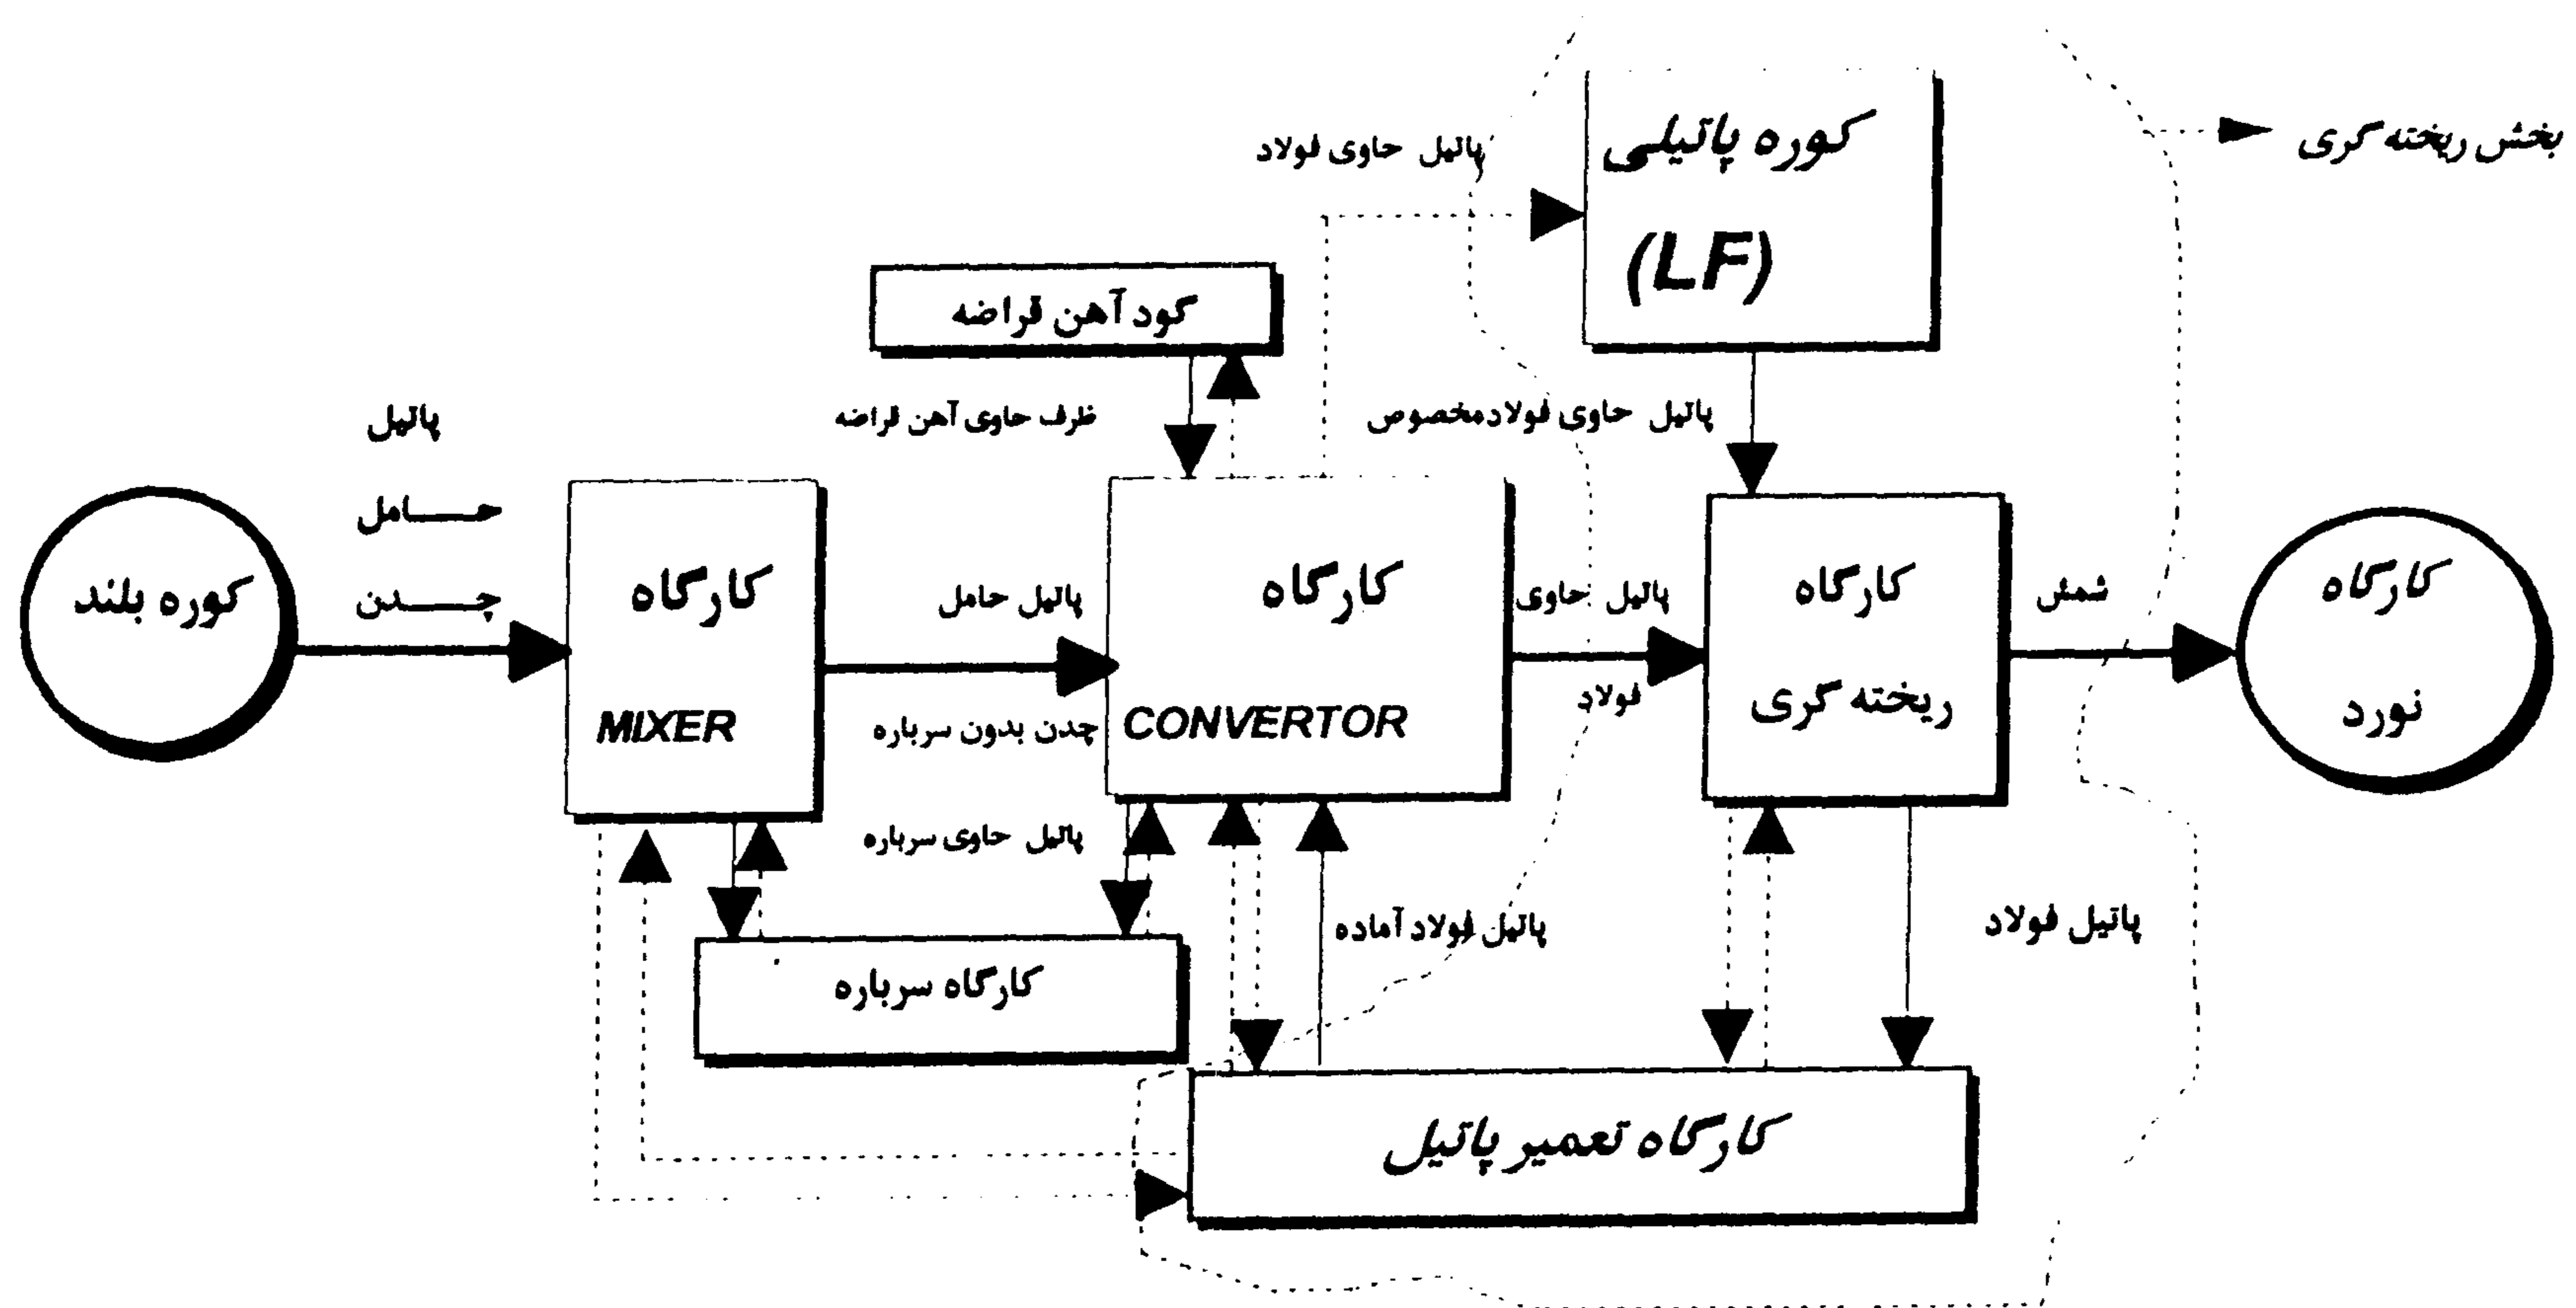 کوره پاتیلی
(LF)
بخش ریخته گری
پاتیل حاوی فولاد
گود آهن قراضه
ظرف حاوی آهن قراضه
پاتیل حاوی فولاد مخصوص
پاتیل
حامل
چدن
کوره بلند
کارگاه
MIXER
پاتیل حامل
چدن بدون سرباره
کارگاه
CONVERTOR
پاتیل حاوی
فولاد
کارگاه
ریخته گری
شمش
کارگاه
نورد
پاتیل حاوی سرباره
پاتیل فولاد آماده
پاتیل فولاد
کارگاه سرباره
کارگاه تعمیر پاتیل